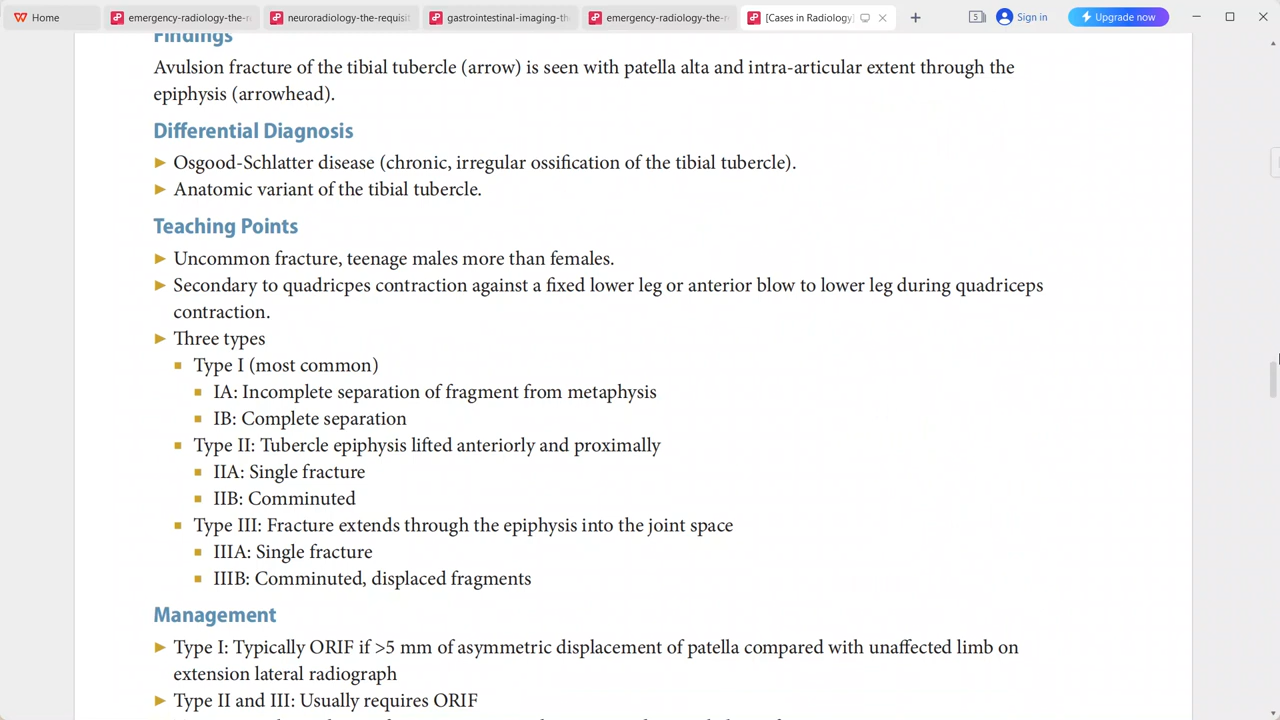 Home
emergency-radiology-the-r
neuroradiology-the-requisit
gastrointestinal-imaging-th
emergency-radiology-the-r
[Cases in Radiology]
5
Sign in
Upgrade now
Findings
Avulsion fracture of the tibial tubercle (arrow) is seen with patella alta and intra-articular extent through the
epiphysis (arrowhead).
Differential Diagnosis
► Osgood-Schlatter disease (chronic, irregular ossification of the tibial tubercle).
► Anatomic variant of the tibial tubercle.
Teaching Points
► Uncommon fracture, teenage males more than females.
► Secondary to quadricpes contraction against a fixed lower leg or anterior blow to lower leg during quadriceps
contraction.
► Three types
■ Type I (most common)
■ IA: Incomplete separation of fragment from metaphysis
■ IB: Complete separation
■ Type II: Tubercle epiphysis lifted anteriorly and proximally
■ IIA: Single fracture
■ IIB: Comminuted
■ Type III: Fracture extends through the epiphysis into the joint space
■ IIIA: Single fracture
■ IIIB: Comminuted, displaced fragments
Management
► Type I: Typically ORIF if >5 mm of asymmetric displacement of patella compared with unaffected limb on
extension lateral radiograph
► Type II and III: Usually requires ORIF